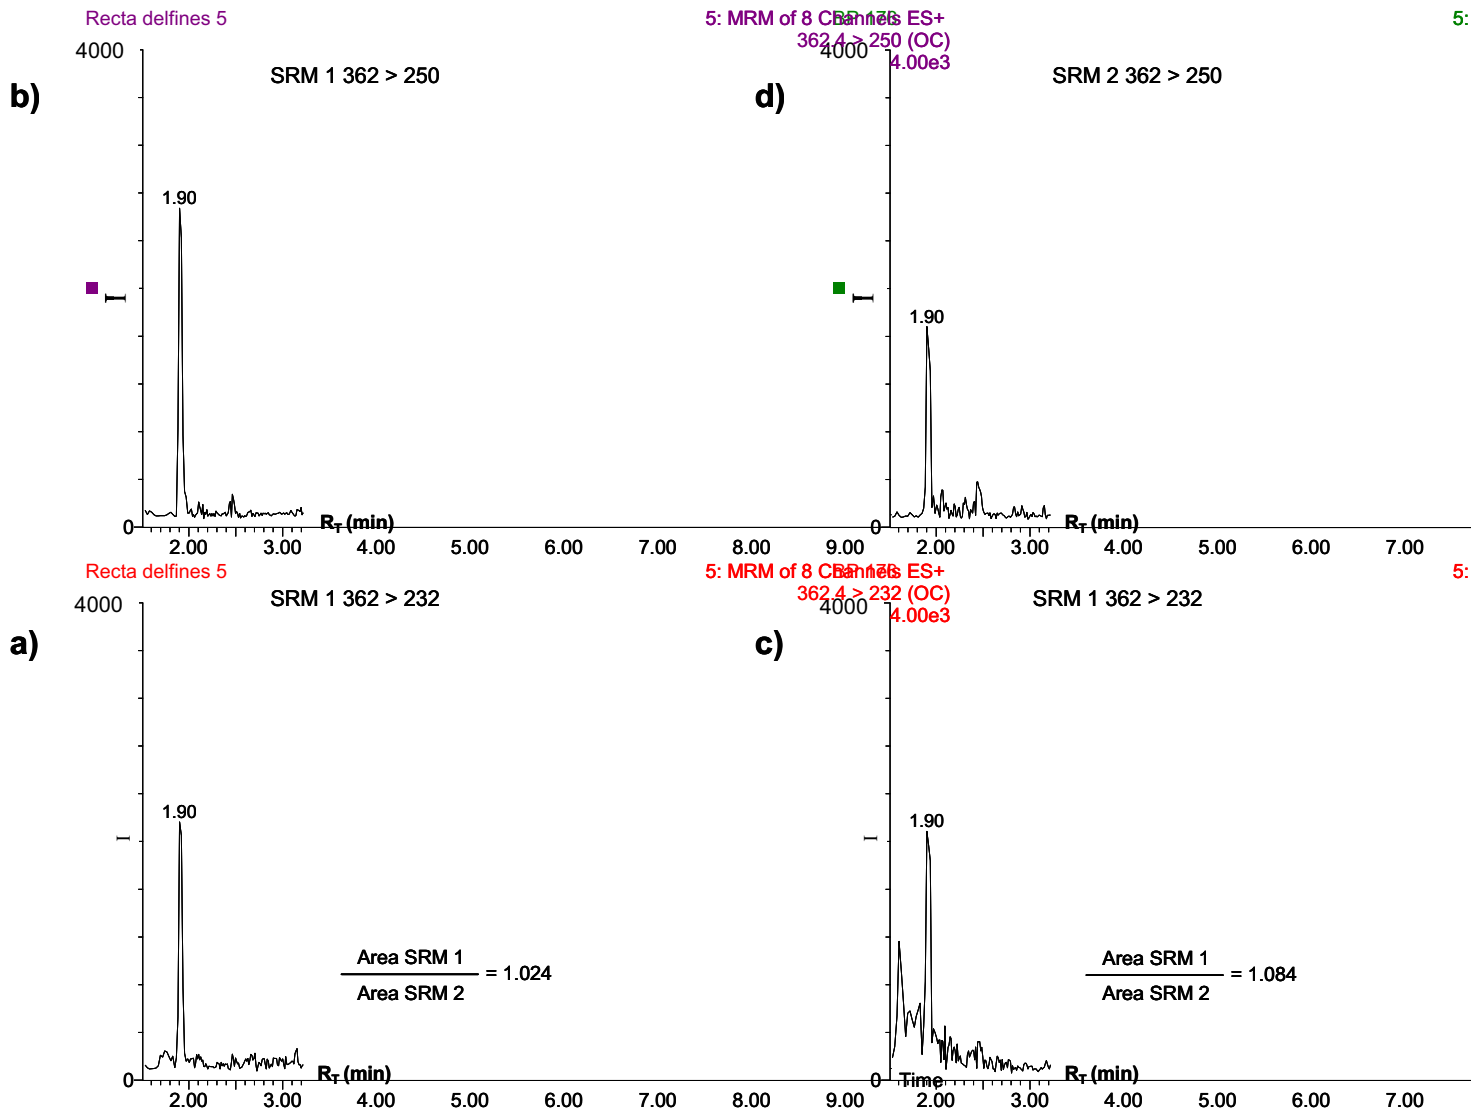 Recta delfines 5
5: MRM of 8 Channels ES+
362.4 > 250 (OC)
4.00e3
4000
b)
SRM 1 362 > 250
1.90
I
0
RT (min)
2.00 3.00 4.00 5.00 6.00 7.00 8.00 9.00
5:
4000
d)
SRM 2 362 > 250
1.90
I
0
RT (min)
2.00 3.00 4.00 5.00 6.00 7.00
Recta delfines 5
5: MRM of 8 Channels ES+
362.4 > 232 (OC)
4.00e3
4000
a)
SRM 1 362 > 232
1.90
I
Area SRM 1
= 1.024
Area SRM 2
0
RT (min)
2.00 3.00 4.00 5.00 6.00 7.00 8.00 9.00
5:
4000
c)
SRM 1 362 > 232
1.90
I
Area SRM 1
= 1.084
Area SRM 2
0
Time
RT (min)
2.00 3.00 4.00 5.00 6.00 7.00